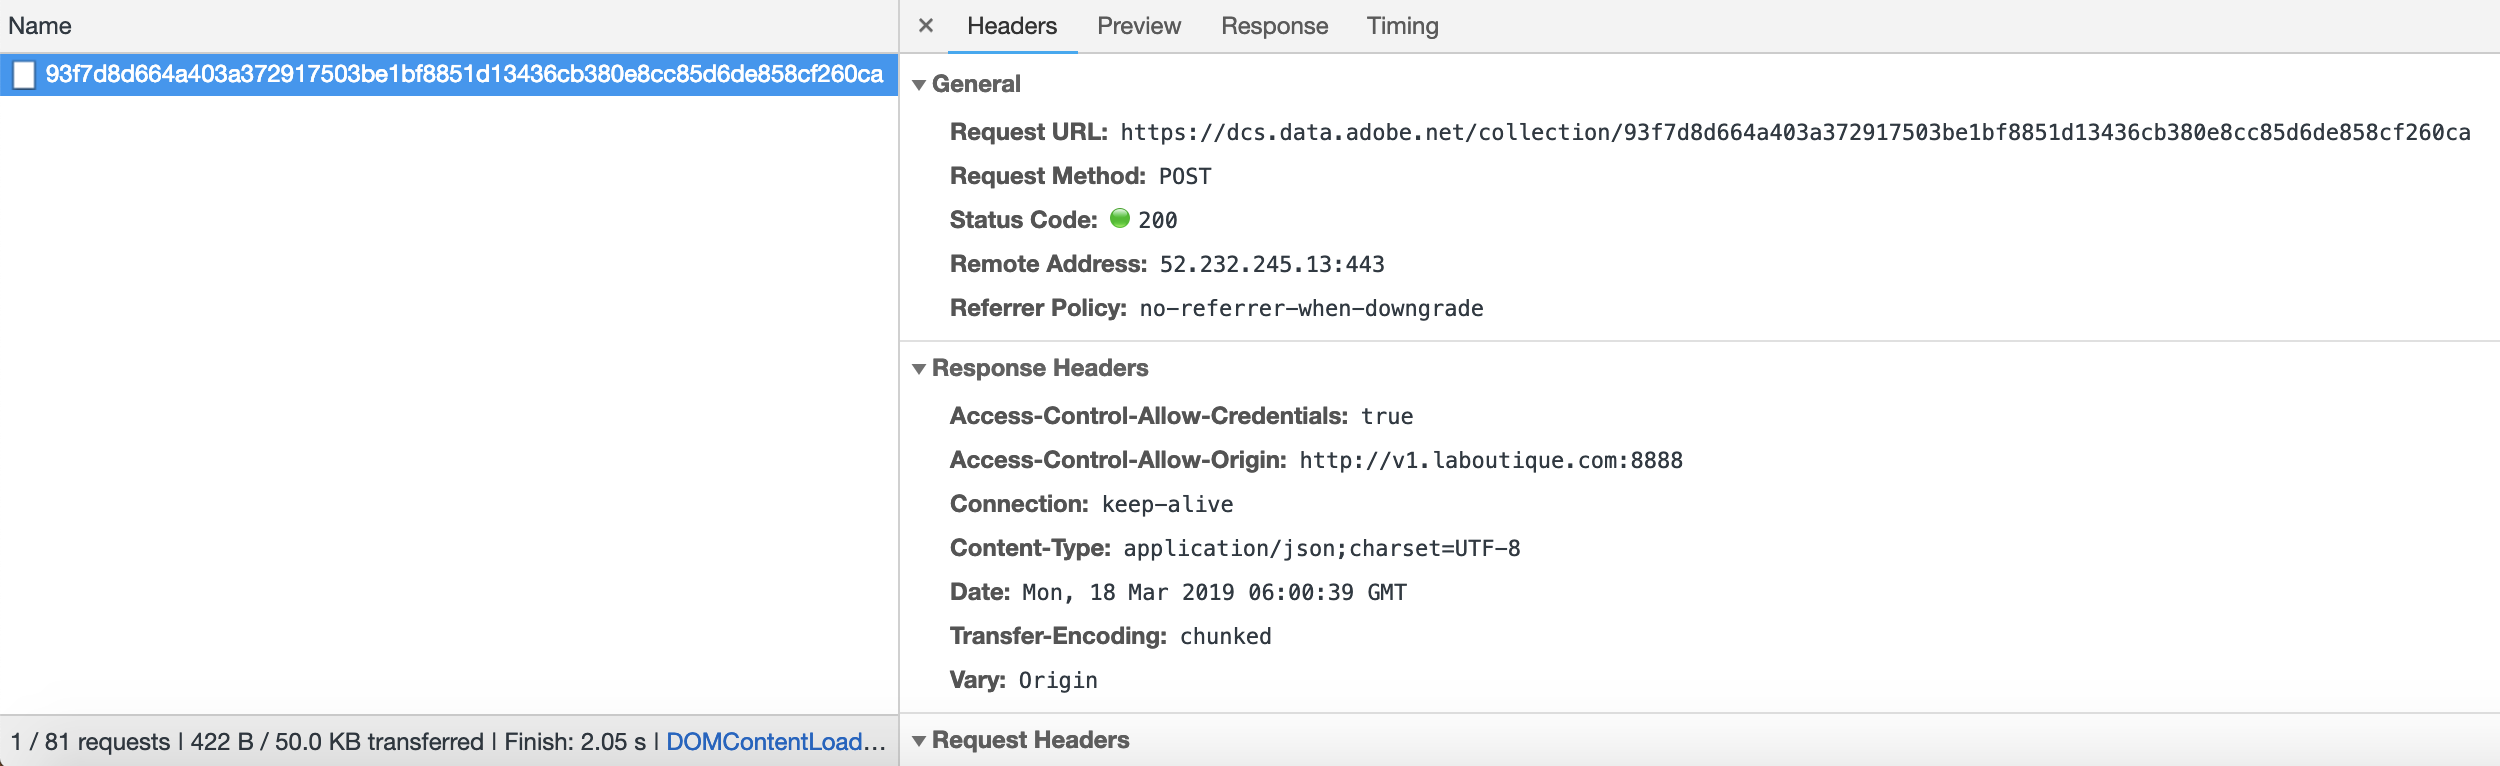 Name
93f7d8d664a403a372917503be1bf8851d13436cb380e8cc85d6de858cf260ca
1 / 81 requests | 422 B / 50.0 KB transferred | Finish: 2.05 s | DOMContentLoad...
× Headers Preview Response Timing
General
Request URL: https://dcs.data.adobe.net/collection/93f7d8d664a403a372917503be1bf8851d13436cb380e8cc85d6de858cf260ca
Request Method: POST
Status Code: 200
Remote Address: 52.232.245.13:443
Referrer Policy: no-referrer-when-downgrade
Response Headers
Access-Control-Allow-Credentials: true
Access-Control-Allow-Origin: http://v1.laboutique.com:8888
Connection: keep-alive
Content-Type: application/json;charset=UTF-8
Date: Mon, 18 Mar 2019 06:00:39 GMT
Transfer-Encoding: chunked
Vary: Origin
Request Headers